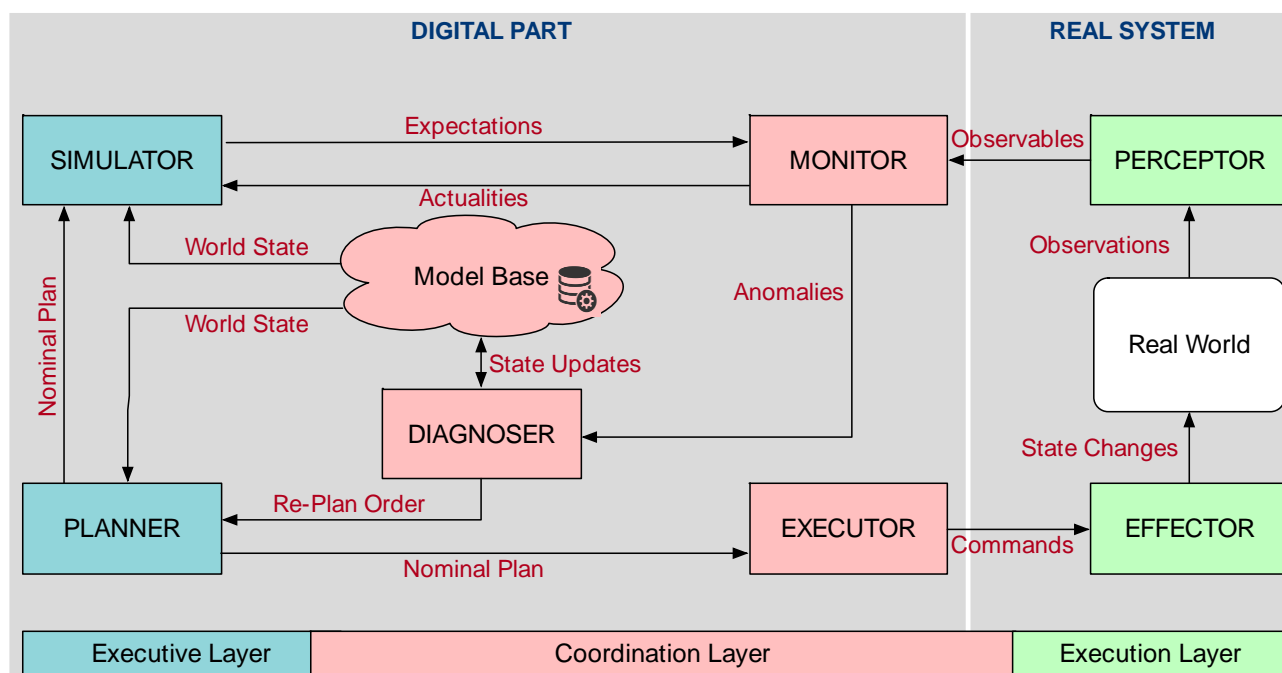 DIGITAL PART
REAL SYSTEM
SIMULATOR
Expectations
MONITOR
Observables
PERCEPTOR
Actualities
World State
Model Base
Observations
Anomalies
World State
Nominal Plan
Real World
State Updates
DIAGNOSER
State Changes
Re-Plan Order
PLANNER
EXECUTOR
Commands
EFFECTOR
Nominal Plan
Executive Layer
Coordination Layer
Execution Layer